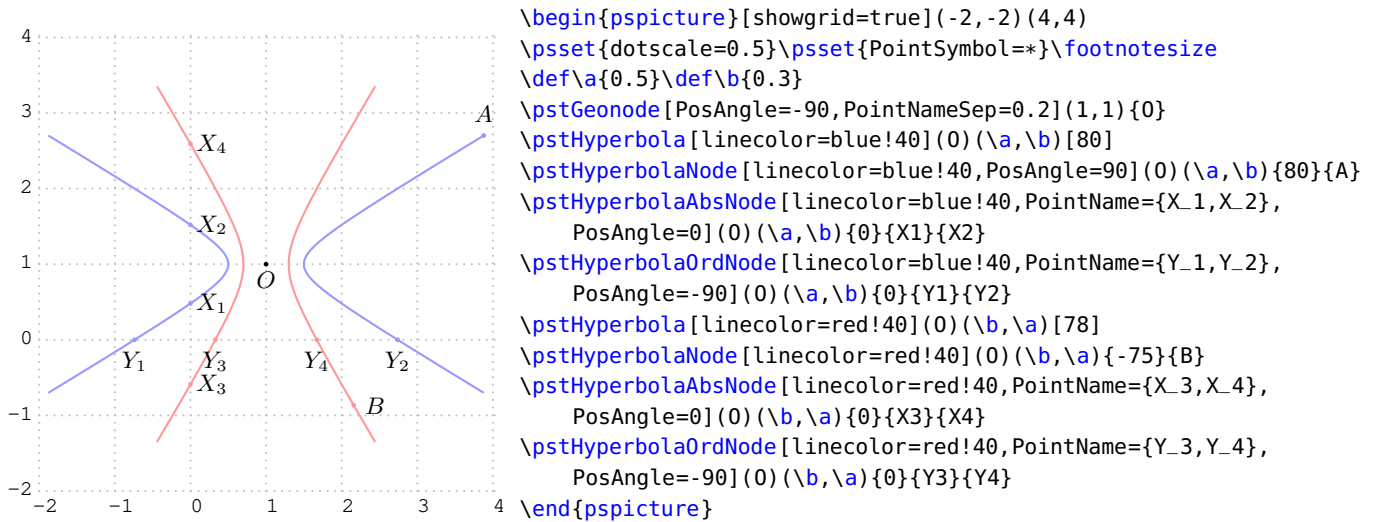 4
3
2
1
0
−1
−2
−2 −1 0 1 2 3 4
A
X4
X2
O
X1
Y1 Y3 Y4 Y2
X3
B
\begin{pspicture}[showgrid=true](-2,-2)(4,4)
\psset{dotscale=0.5}\psset{PointSymbol=*}\footnotesize
\def\a{0.5}\def\b{0.3}
\pstGeonode[PosAngle=-90,PointNameSep=0.2](1,1){O}
\pstHyperbola[linecolor=blue!40](O)(\a,\b)[80]
\pstHyperbolaNode[linecolor=blue!40,PosAngle=90](O)(\a,\b){80}{A}
\pstHyperbolaAbsNode[linecolor=blue!40,PointName={X_1,X_2},
PosAngle=0](O)(\a,\b){0}{X1}{X2}
\pstHyperbolaOrdNode[linecolor=blue!40,PointName={Y_1,Y_2},
PosAngle=-90](O)(\a,\b){0}{Y1}{Y2}
\pstHyperbola[linecolor=red!40](O)(\b,\a)[78]
\pstHyperbolaNode[linecolor=red!40](O)(\b,\a){-75}{B}
\pstHyperbolaAbsNode[linecolor=red!40,PointName={X_3,X_4},
PosAngle=0](O)(\b,\a){0}{X3}{X4}
\pstHyperbolaOrdNode[linecolor=red!40,PointName={Y_3,Y_4},
PosAngle=-90](O)(\b,\a){0}{Y3}{Y4}
\end{pspicture}